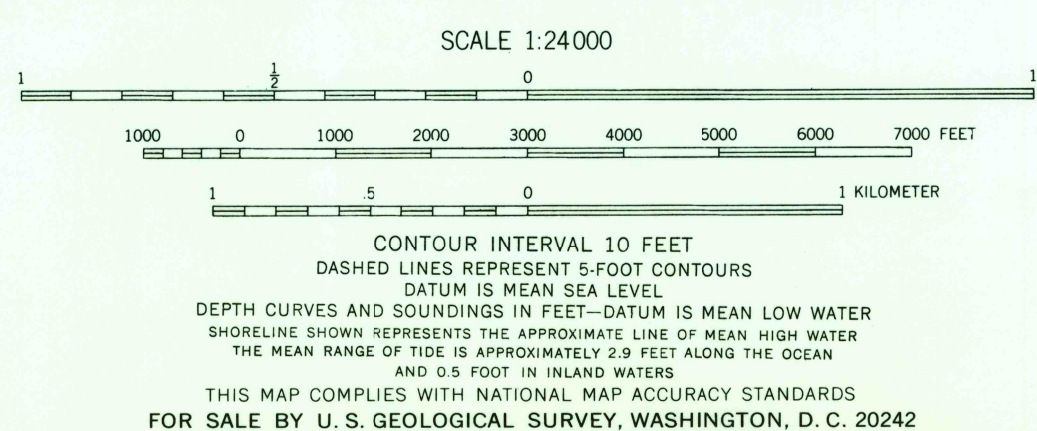 SCALE 1:24000
1 1/2 0 1
1000 0 1000 2000 3000 4000 5000 6000 7000 FEET
1 .5 0 1 KILOMETER
CONTOUR INTERVAL 10 FEET
DASHED LINES REPRESENT 5-FOOT CONTOURS
DATUM IS MEAN SEA LEVEL
DEPTH CURVES AND SOUNDINGS IN FEET—DATUM IS MEAN LOW WATER
SHORELINE SHOWN REPRESENTS THE APPROXIMATE LINE OF MEAN HIGH WATER
THE MEAN RANGE OF TIDE IS APPROXIMATELY 2.9 FEET ALONG THE OCEAN
AND 0.5 FOOT IN INLAND WATERS
THIS MAP COMPLIES WITH NATIONAL MAP ACCURACY STANDARDS
FOR SALE BY U. S. GEOLOGICAL SURVEY, WASHINGTON, D. C. 20242